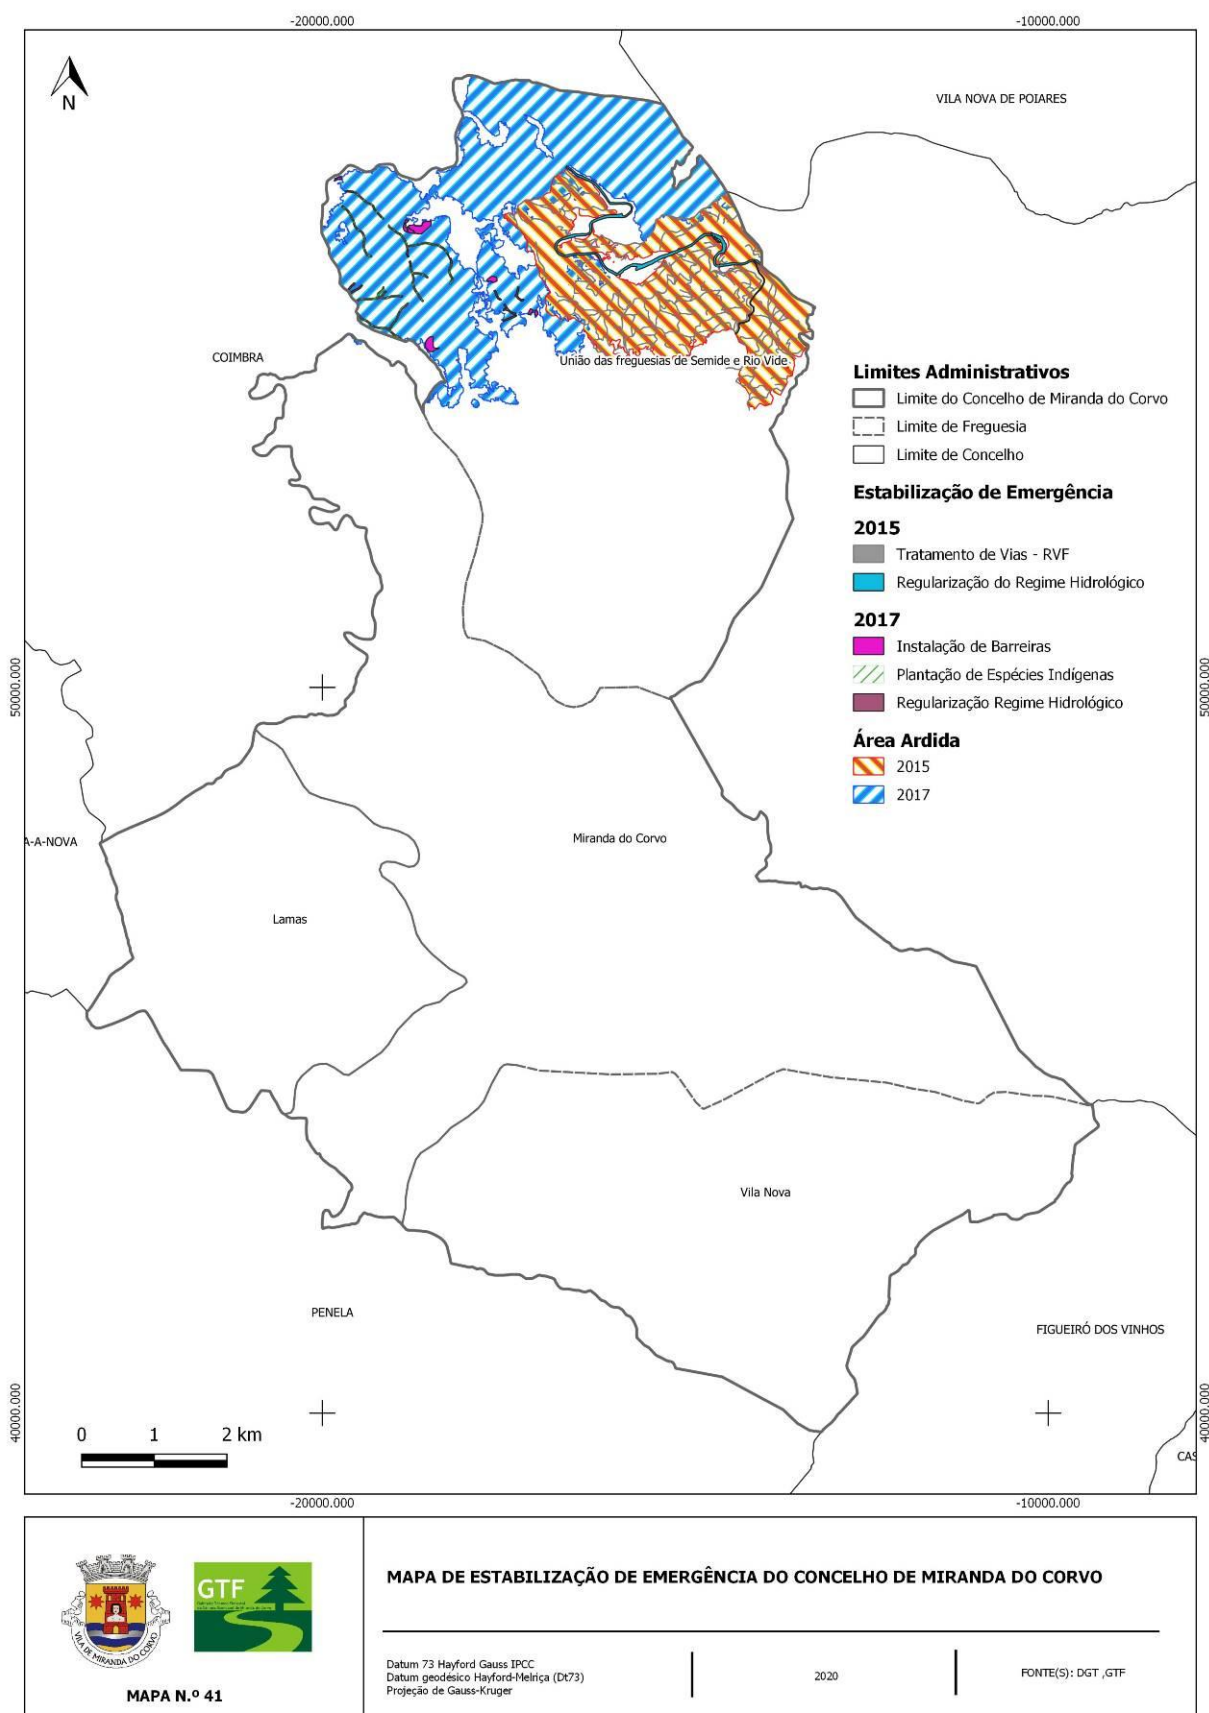 -20000.000
-10000.000
N
VILA NOVA DE POIARES
COIMBRA
União das freguesias de Semide e Rio Vide
Limites Administrativos
Limite do Concelho de Miranda do Corvo
Limite de Freguesia
Limite de Concelho
Estabilização de Emergência
2015
Tratamento de Vias - RVF
Regularização do Regime Hidrológico
2017
Instalação de Barreiras
Plantação de Espécies Indígenas
Regularização Regime Hidrológico
Área Ardida
2015
2017
50000.000
50000.000
A-A-NOVA
Miranda do Corvo
Lamas
Vila Nova
PENELA
FIGUEIRÓ DOS VINHOS
40000.000
40000.000
0 1 2 km
CAS
-20000.000
-10000.000
GTF
VILA DE MIRANDA DO CORVO
MAPA N.º 41
MAPA DE ESTABILIZAÇÃO DE EMERGÊNCIA DO CONCELHO DE MIRANDA DO CORVO
Datum 73 Hayford Gauss IPCC
Datum geodésico Hayford-Melriça (Dt73)
Projeção de Gauss-Kruger
2020
FONTE(S): DGT ,GTF